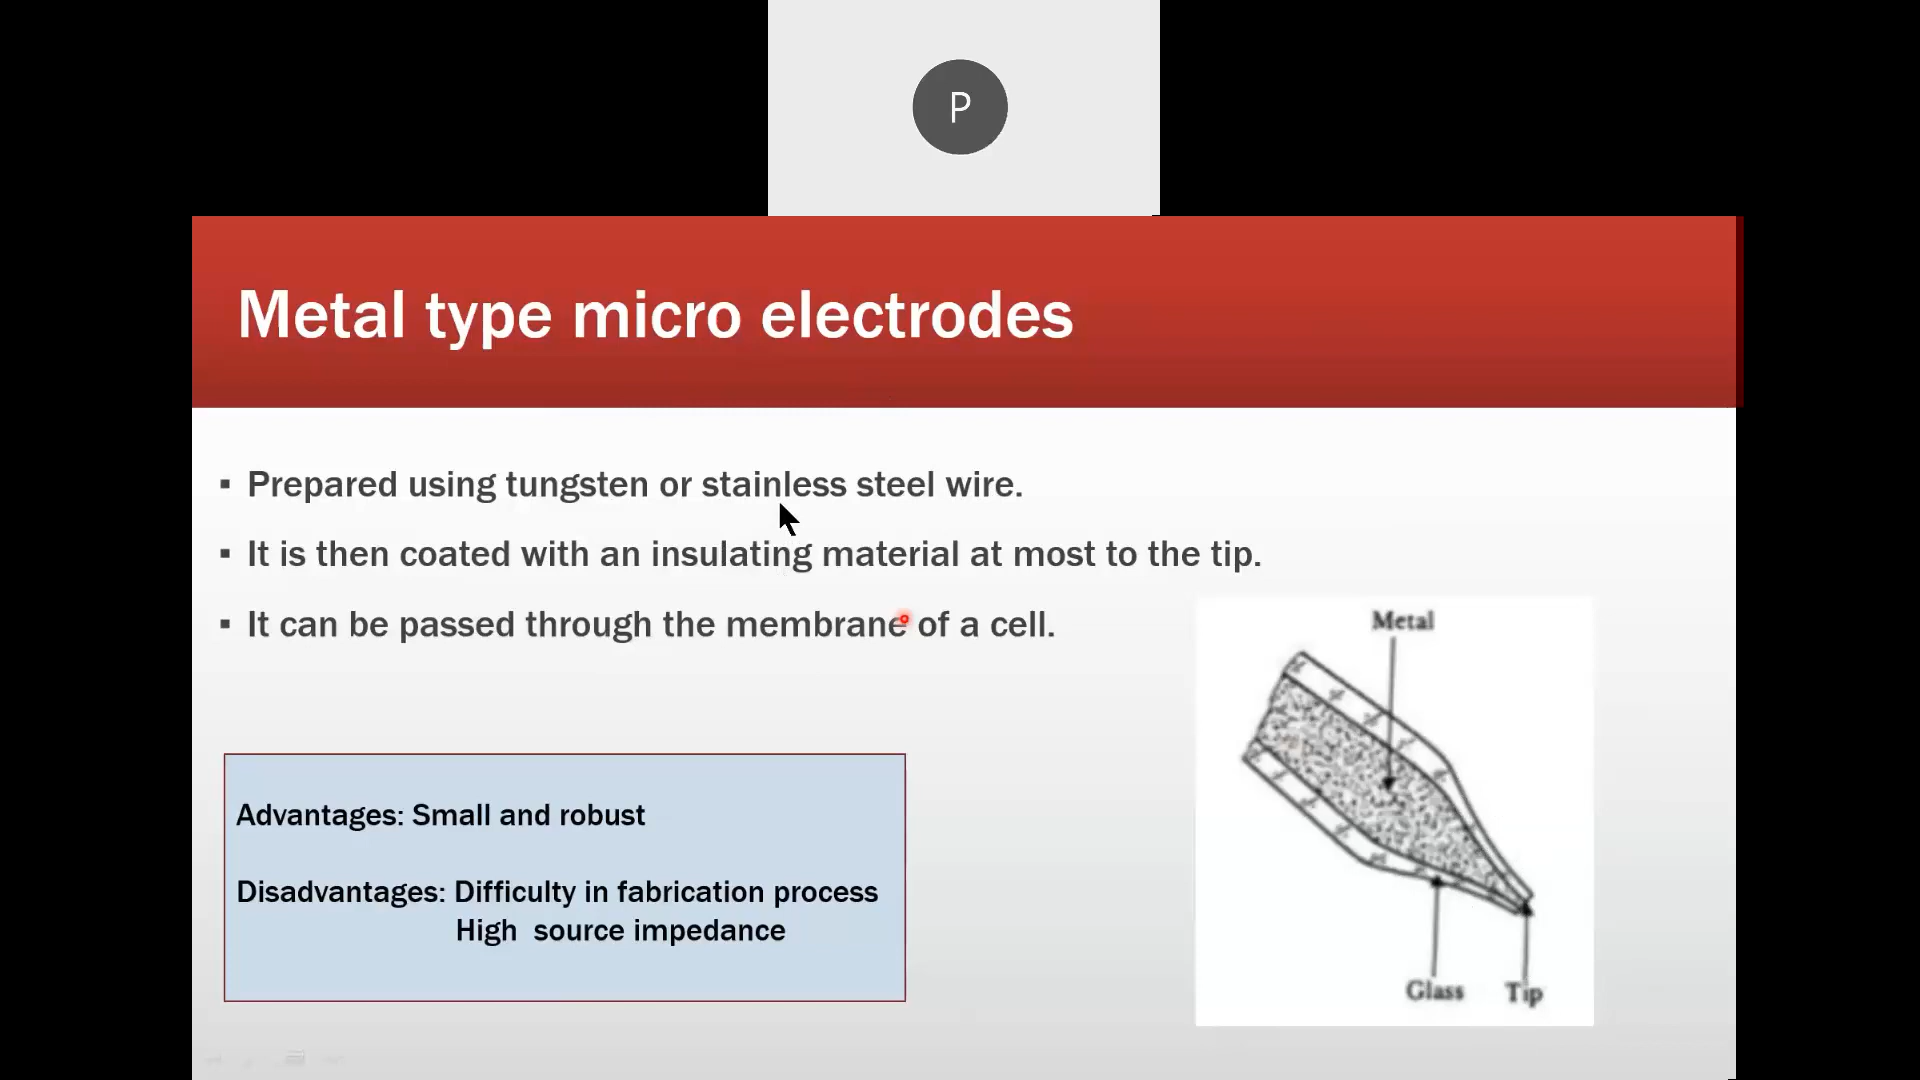 P
Metal type micro electrodes
▪ Prepared using tungsten or stainless steel wire.
▪ It is then coated with an insulating material at most to the tip.
▪ It can be passed through the membrane of a cell.
Metal
Advantages: Small and robust
Disadvantages: Difficulty in fabrication process
High source impedance
Glass Tip